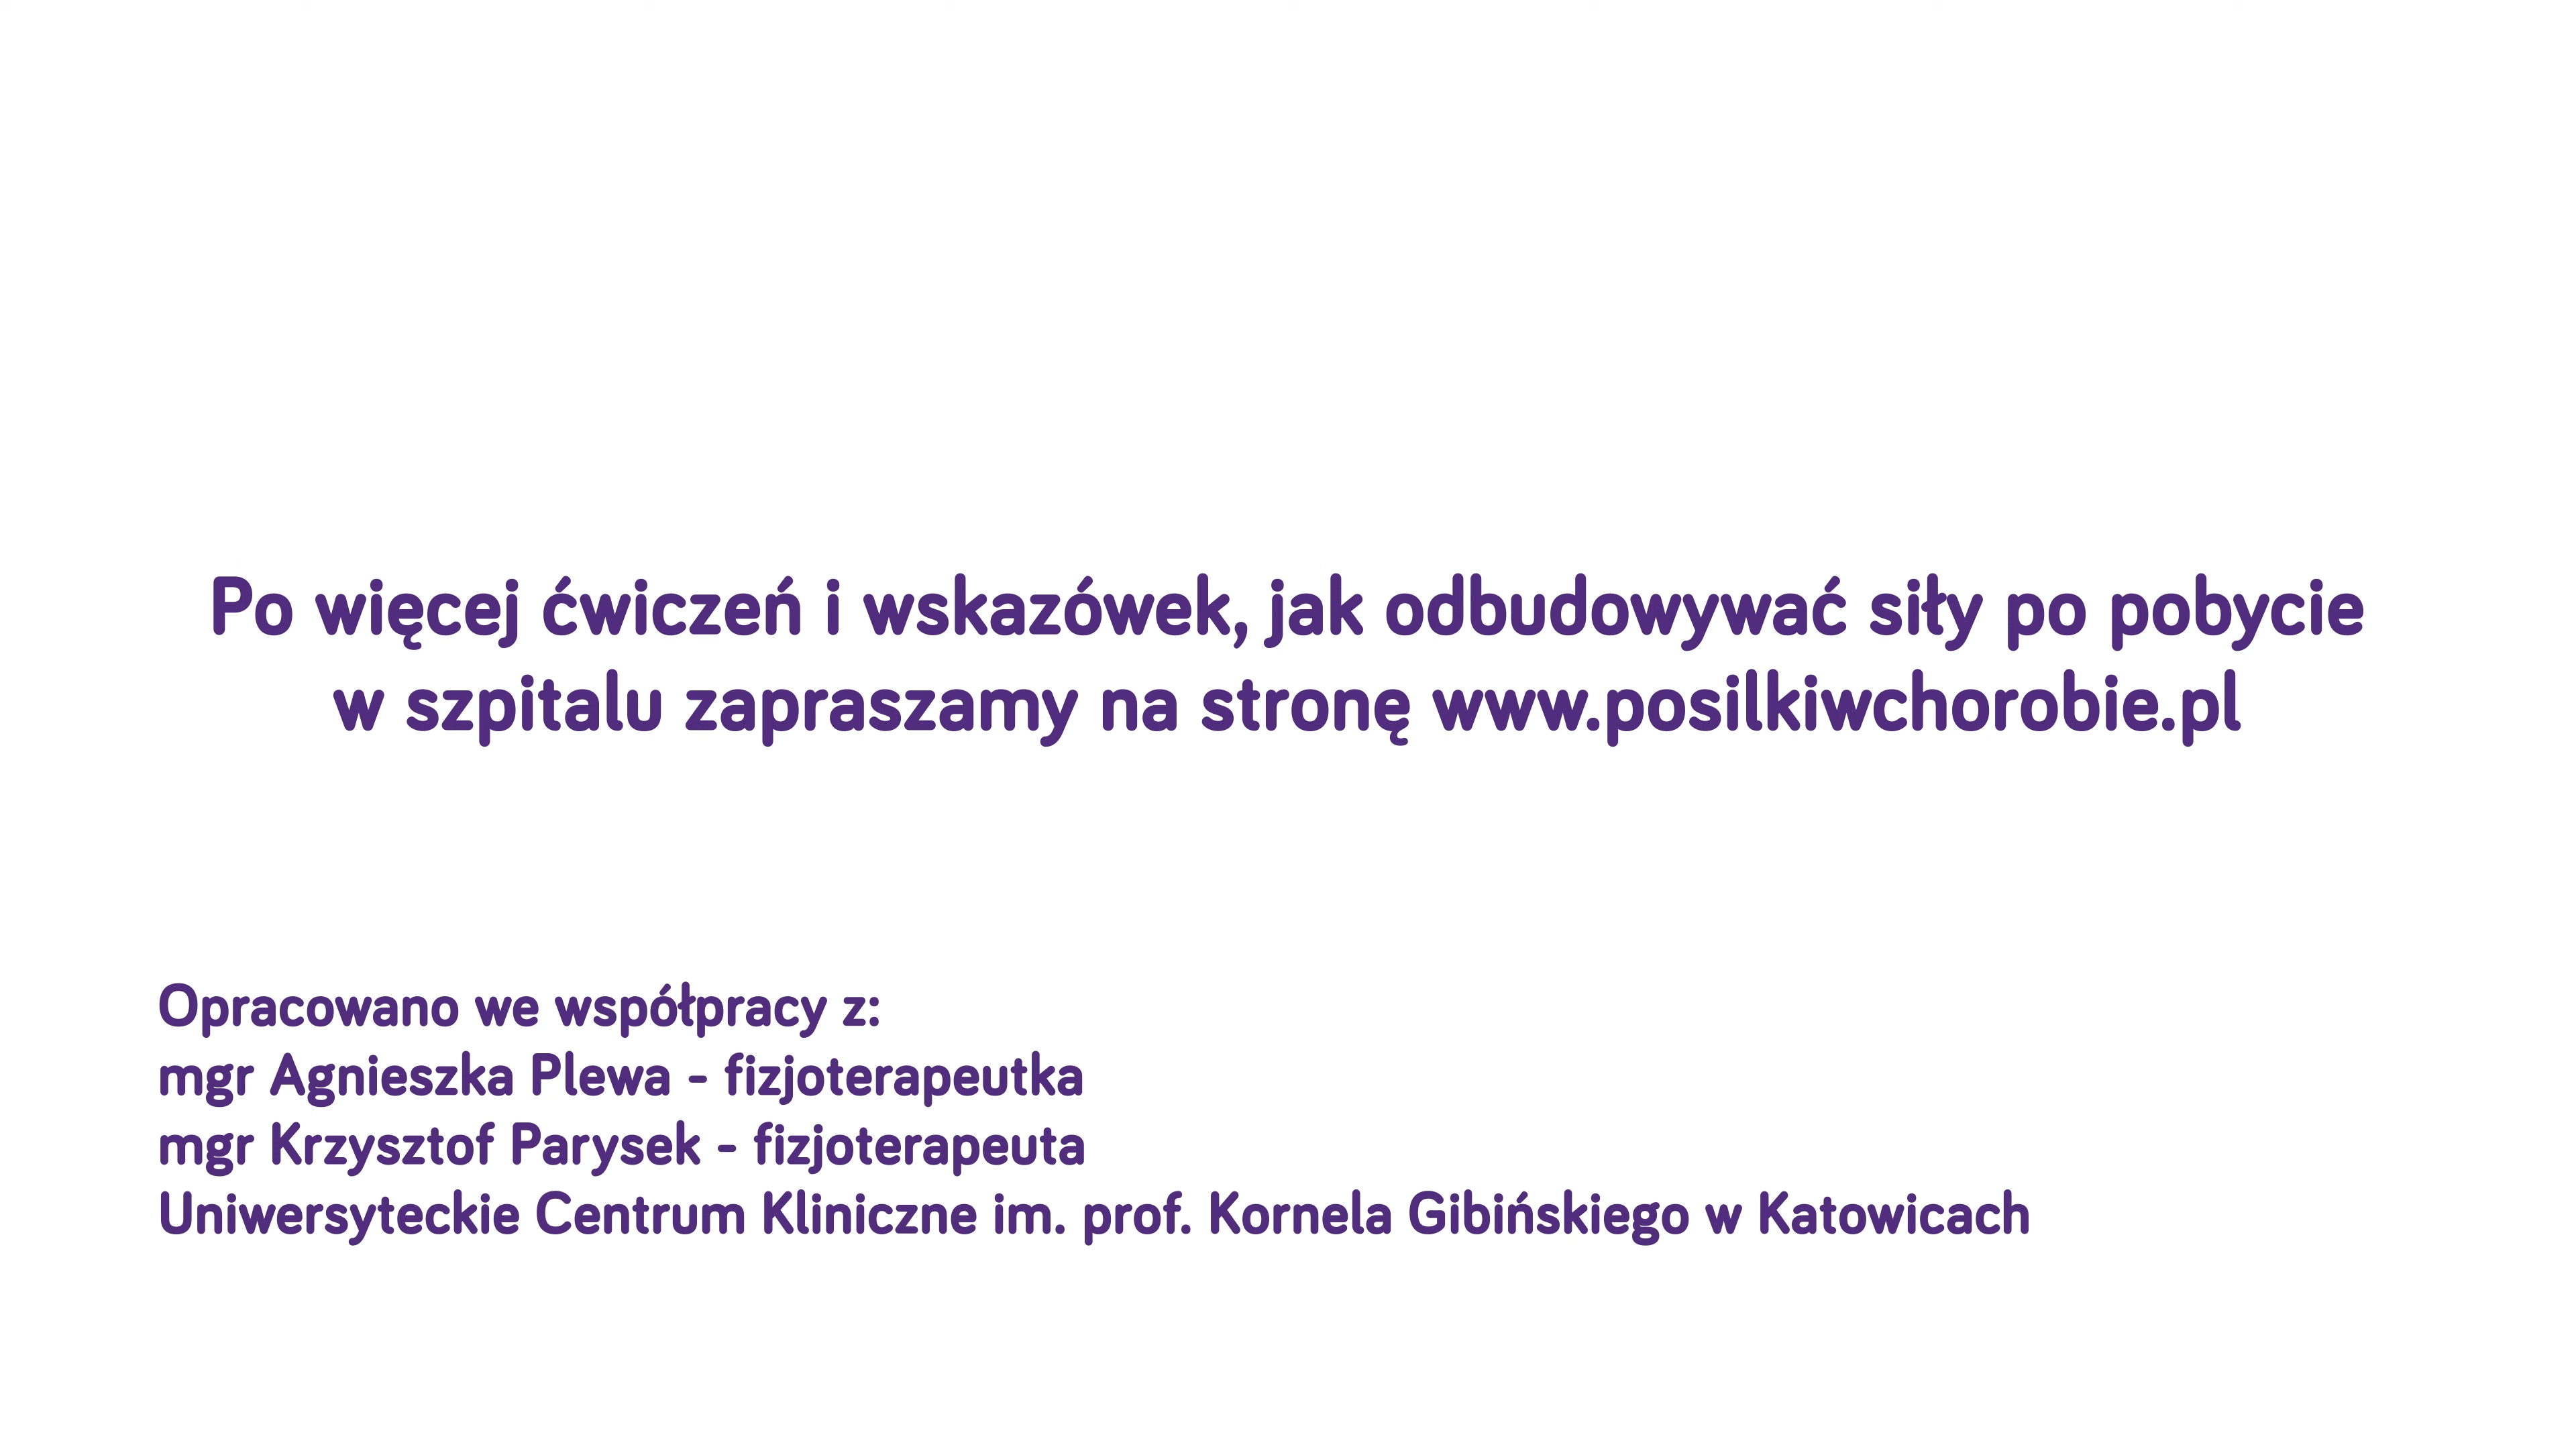 Po więcej ćwiczeń i wskazówek, jak odbudowywać siły po pobycie
w szpitalu zapraszamy na stronę www.posilkiwchorobie.pl
Opracowano we współpracy z:
mgr Agnieszka Plewa - fizjoterapeutka
mgr Krzysztof Parysek - fizjoterapeuta
Uniwersyteckie Centrum Kliniczne im. prof. Kornela Gibińskiego w Katowicach